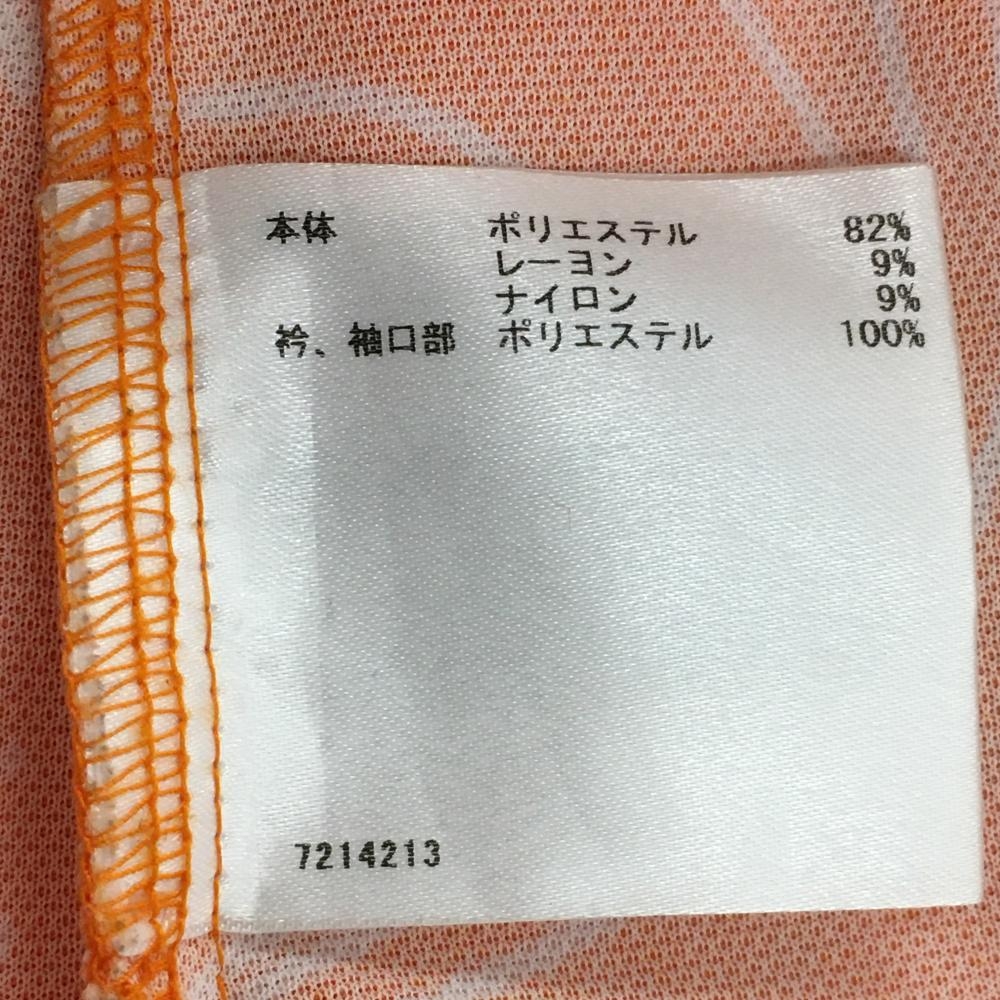 本体 ポリエステル 82%
レーヨン 9%
ナイロン 9%
衿、袖口部 ポリエステル 100%
7214213